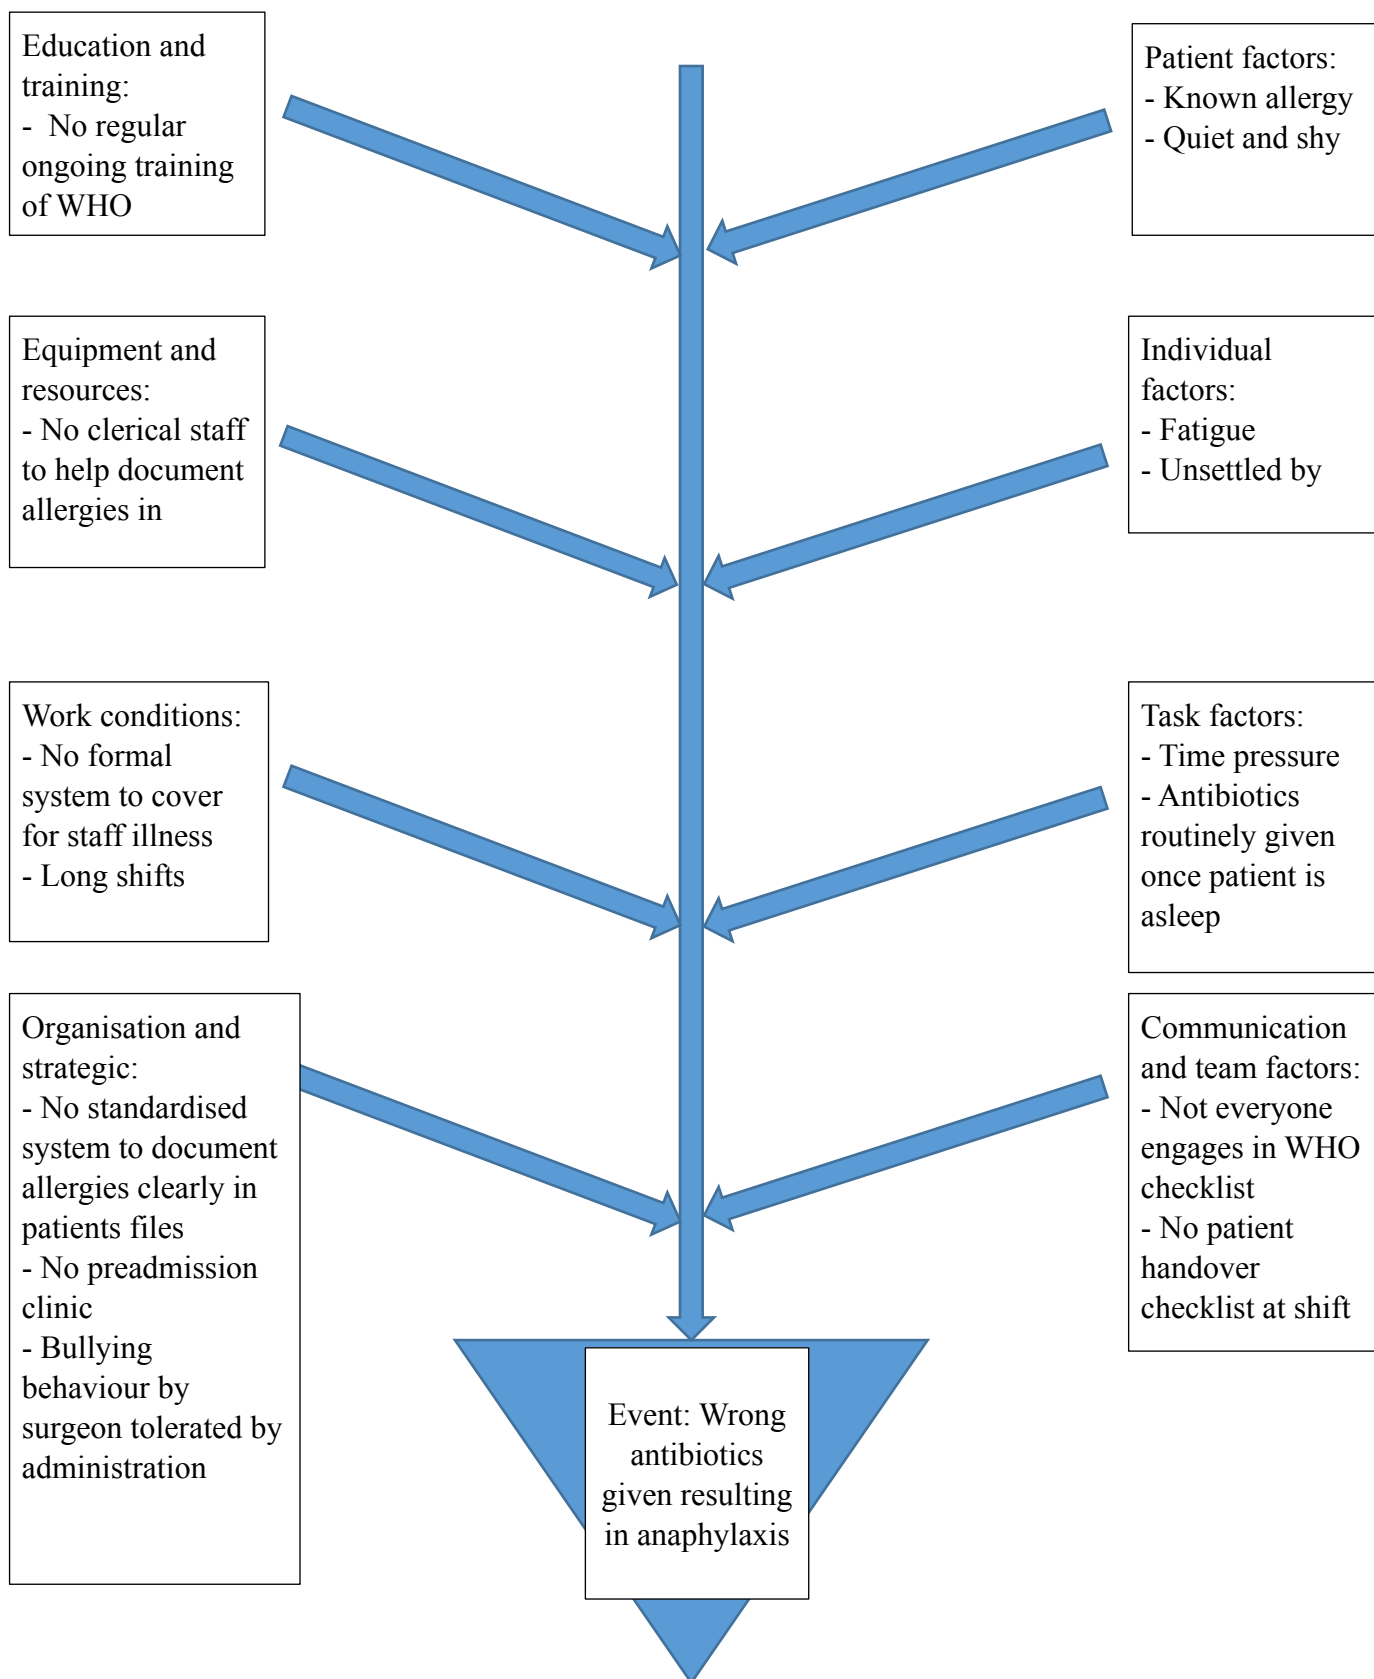 Education and
training:
- No regular
ongoing training
of WHO
Patient factors:
- Known allergy
- Quiet and shy
Equipment and
resources:
- No clerical staff
to help document
allergies in
Individual
factors:
- Fatigue
- Unsettled by
Work conditions:
- No formal
system to cover
for staff illness
- Long shifts
Task factors:
- Time pressure
- Antibiotics
routinely given
once patient is
asleep
Organisation and
strategic:
- No standardised
system to document
allergies clearly in
patients files
- No preadmission
clinic
- Bullying
behaviour by
surgeon tolerated by
administration
Communication
and team factors:
- Not everyone
engages in WHO
checklist
- No patient
handover
checklist at shift
Event: Wrong
antibiotics
given resulting
in anaphylaxis